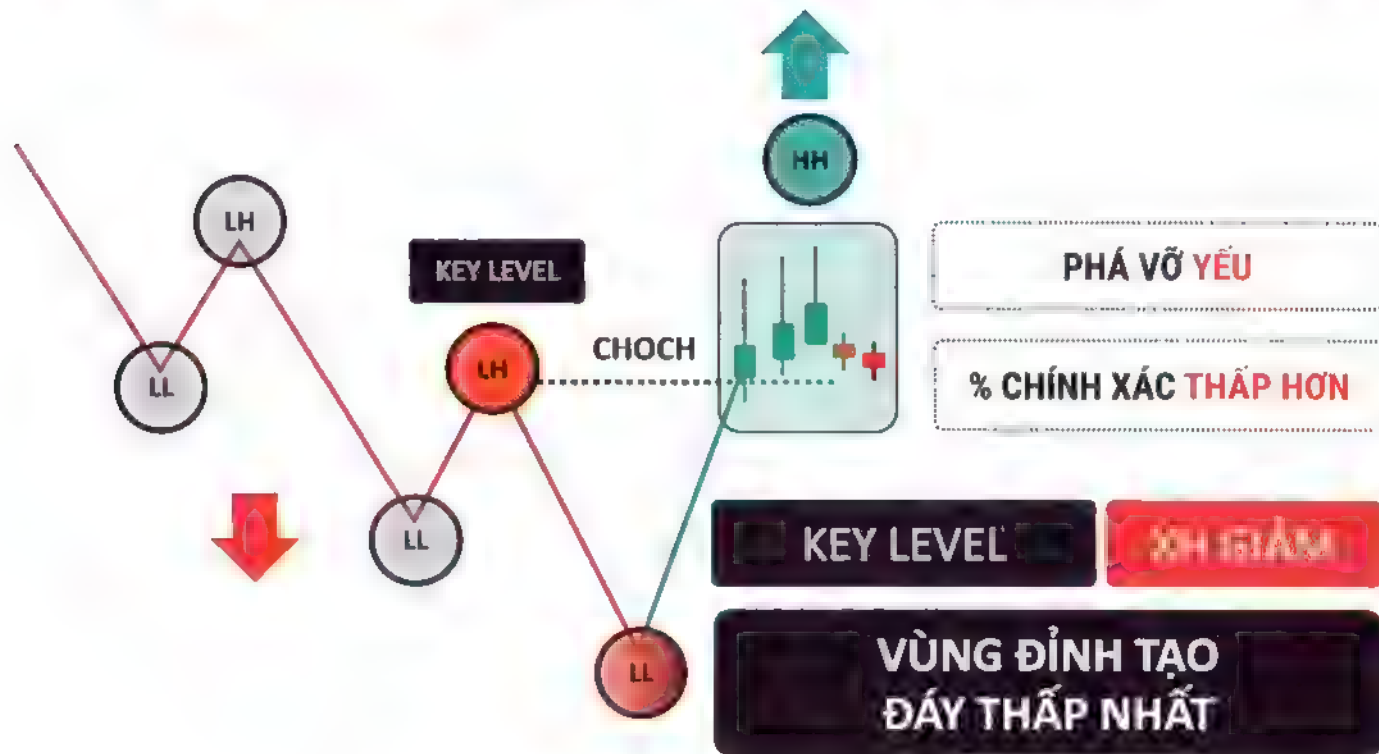 HH
LH
KEY LEVEL
PHÁ VỠ YẾU
CHOCH
LH
LL
% CHÍNH XÁC THẤP HƠN
KEY LEVEL
LL
LL
VÙNG ĐỈNH TẠO
ĐÁY THẤP NHẤT